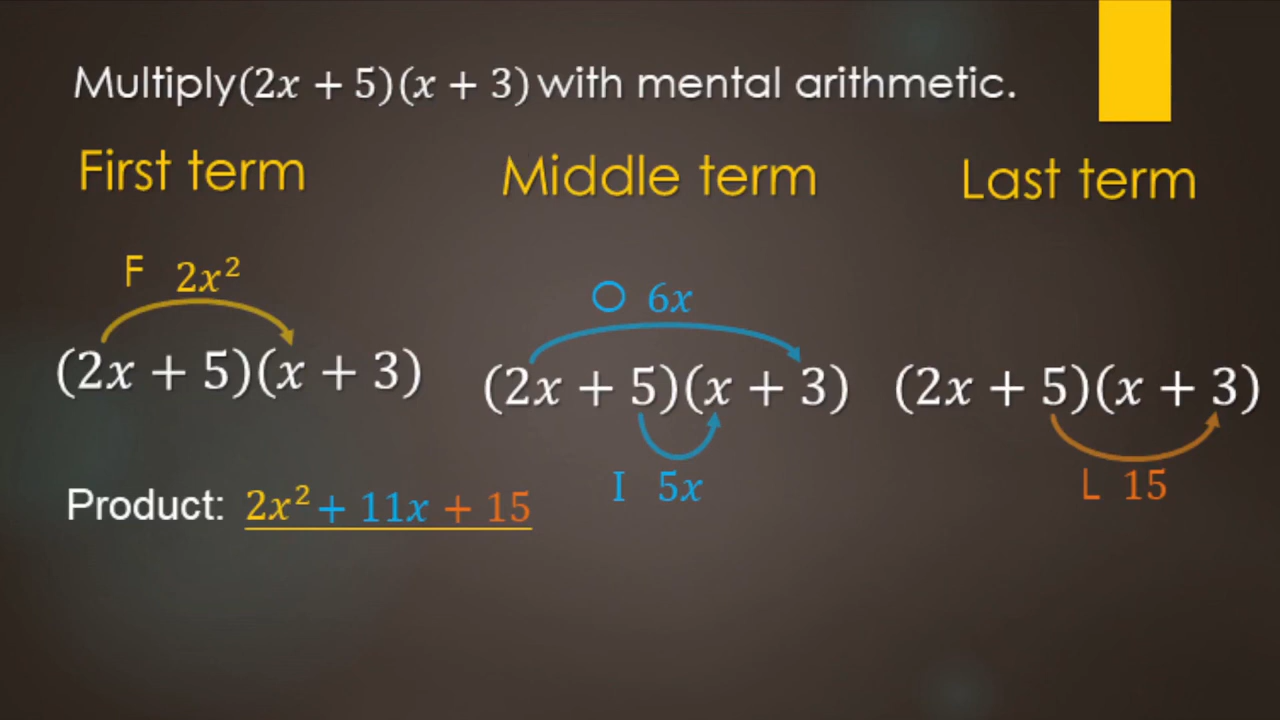 Multiply(2x + 5)(x + 3) with mental arithmetic.
First term
Middle term
Last term
F 2x²
(2x + 5)(x + 3)
O 6x
(2x + 5)(x + 3)
I 5x
(2x + 5)(x + 3)
L 15
Product: 2x² + 11x + 15